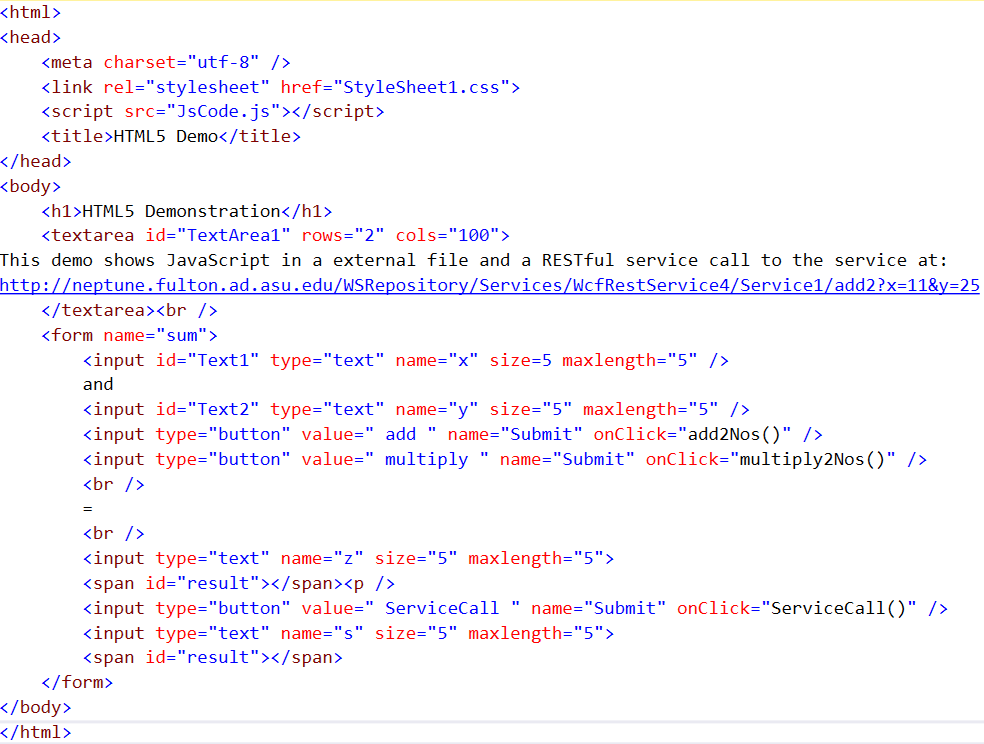 <html>
<head>
    <meta charset="utf-8" />
    <link rel="stylesheet" href="StyleSheet1.css">
    <script src="JsCode.js"></script>
    <title>HTML5 Demo</title>
</head>
<body>
    <h1>HTML5 Demonstration</h1>
    <textarea id="TextArea1" rows="2" cols="100">
This demo shows JavaScript in a external file and a RESTful service call to the service at:
http://neptune.fulton.ad.asu.edu/WSRepository/Services/WcfRestService4/Service1/add2?x=11&y=25
    </textarea><br />
    <form name="sum">
        <input id="Text1" type="text" name="x" size=5 maxlength="5" />
        and
        <input id="Text2" type="text" name="y" size="5" maxlength="5" />
        <input type="button" value=" add " name="Submit" onClick="add2Nos()" />
        <input type="button" value=" multiply " name="Submit" onClick="multiply2Nos()" />
        <br />
        =
        <br />
        <input type="text" name="z" size="5" maxlength="5">
        <span id="result"></span><p />
        <input type="button" value=" ServiceCall " name="Submit" onClick="ServiceCall()" />
        <input type="text" name="s" size="5" maxlength="5">
        <span id="result"></span>
    </form>
</body>
</html>